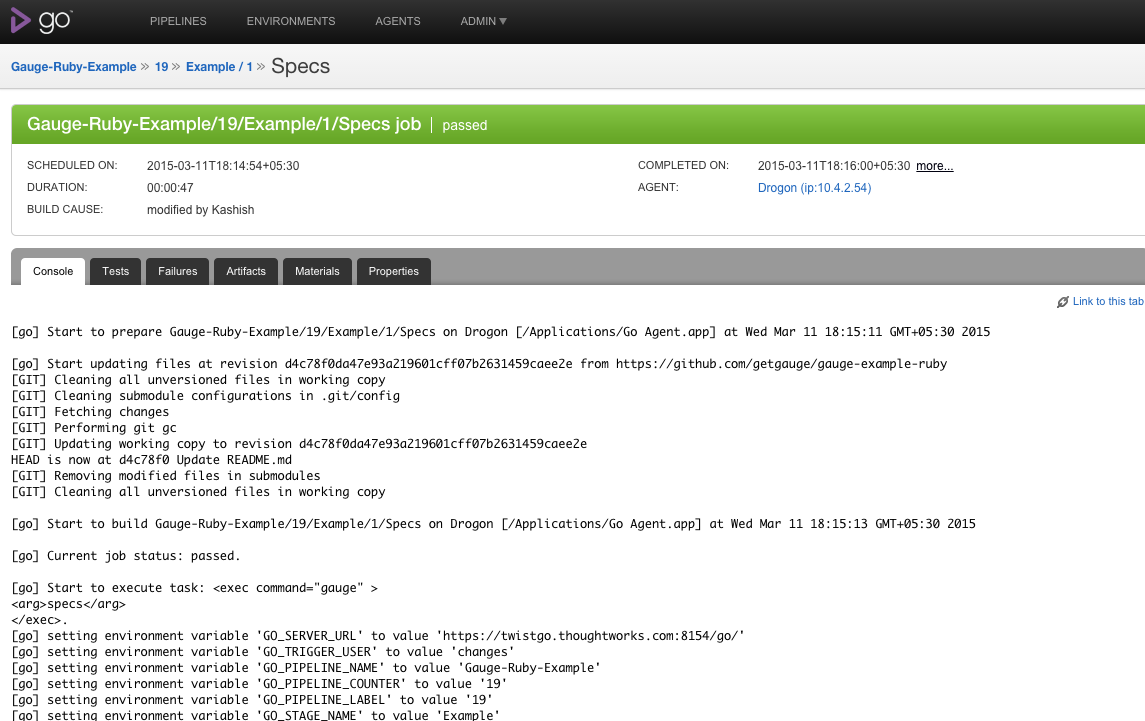 go™
PIPELINES ENVIRONMENTS AGENTS ADMIN ▼
Gauge-Ruby-Example » 19 » Example / 1 » Specs
Gauge-Ruby-Example/19/Example/1/Specs job | passed
SCHEDULED ON: 2015-03-11T18:14:54+05:30 COMPLETED ON: 2015-03-11T18:16:00+05:30 more...
DURATION: 00:00:47 AGENT: Drogon (ip:10.4.2.54)
BUILD CAUSE: modified by Kashish
Console Tests Failures Artifacts Materials Properties
Link to this tab
[go] Start to prepare Gauge-Ruby-Example/19/Example/1/Specs on Drogon [/Applications/Go Agent.app] at Wed Mar 11 18:15:11 GMT+05:30 2015
[go] Start updating files at revision d4c78f0da47e93a219601cff07b2631459caee2e from https://github.com/getgauge/gauge-example-ruby
[GIT] Cleaning all unversioned files in working copy
[GIT] Cleaning submodule configurations in .git/config
[GIT] Fetching changes
[GIT] Performing git gc
[GIT] Updating working copy to revision d4c78f0da47e93a219601cff07b2631459caee2e
HEAD is now at d4c78f0 Update README.md
[GIT] Removing modified files in submodules
[GIT] Cleaning all unversioned files in working copy
[go] Start to build Gauge-Ruby-Example/19/Example/1/Specs on Drogon [/Applications/Go Agent.app] at Wed Mar 11 18:15:13 GMT+05:30 2015
[go] Current job status: passed.
[go] Start to execute task: <exec command="gauge" >
<arg>specs</arg>
</exec>.
[go] setting environment variable 'GO_SERVER_URL' to value 'https://twistgo.thoughtworks.com:8154/go/'
[go] setting environment variable 'GO_TRIGGER_USER' to value 'changes'
[go] setting environment variable 'GO_PIPELINE_NAME' to value 'Gauge-Ruby-Example'
[go] setting environment variable 'GO_PIPELINE_COUNTER' to value '19'
[go] setting environment variable 'GO_PIPELINE_LABEL' to value '19'
[go] setting environment variable 'GO_STAGE_NAME' to value 'Example'